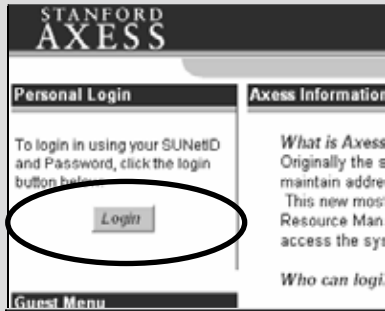 STANFORD
AXESS
Personal Login
To login in using your SUNetID
and Password, click the login
button
Login
Guest Menu
Axess Information
What is Axess
Originally the s
maintain addre
This new most
Resource Man
access the sys
Who can logi